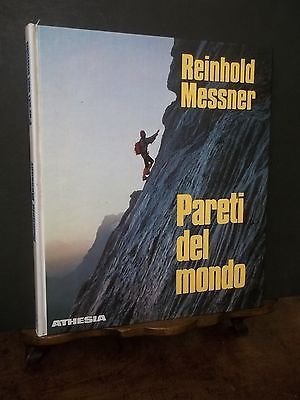 Reinhold
Messner
Pareti
del
mondo
ATHESIA